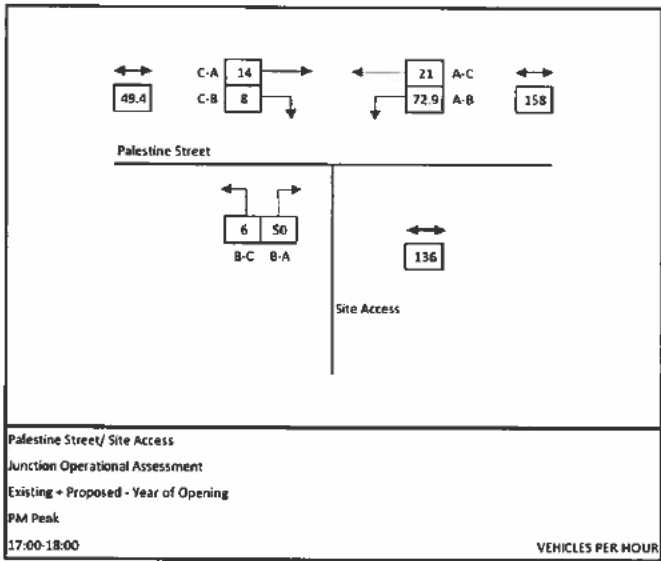 C-A 14 21 A-C
49.4 C-B 8 72.9 A-B 158
Palestine Street
6 50 136
B-C B-A
Site Access
Palestine Street/ Site Access
Junction Operational Assessment
Existing + Proposed - Year of Opening
PM Peak
17:00-18:00 VEHICLES PER HOUR